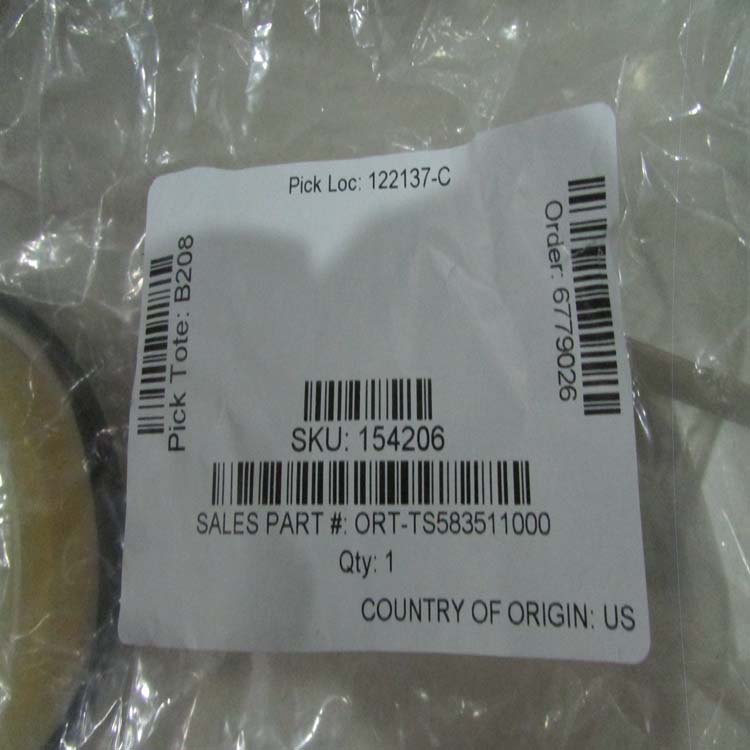 Pick Loc: 122137-C
Pick Tote: B208
Order: 6779026
SKU: 154206
SALES PART #: ORT-TS583511000
Qty: 1
COUNTRY OF ORIGIN: US